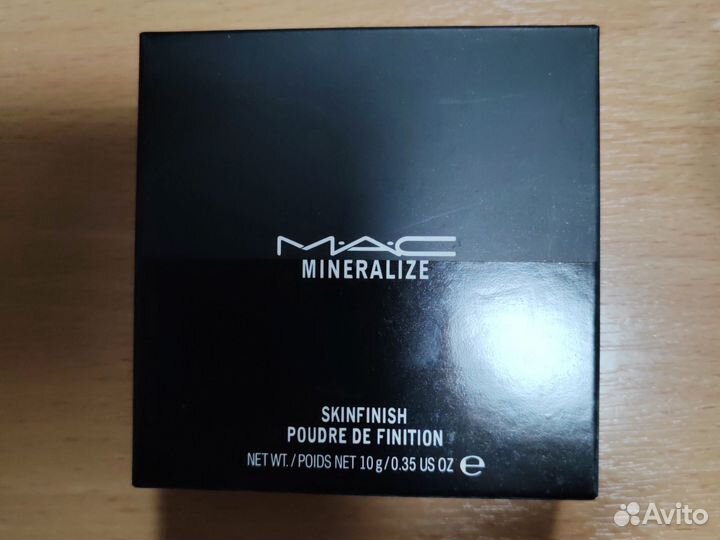 M·A·C
MINERALIZE
SKINFINISH
POUDRE DE FINITION
NET WT./POIDS NET 10 g/0.35 US OZ ℮
Avito